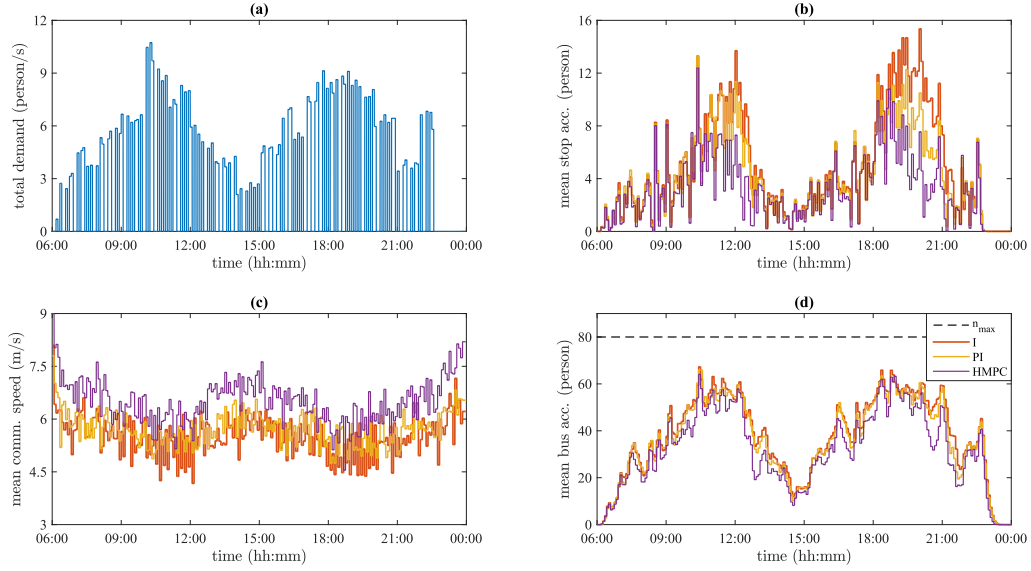 (a)
12
9
6
3
0
total demand (person/s)
06:00 09:00 12:00 15:00 18:00 21:00 00:00
time (hh:mm)
(b)
16
12
8
4
0
mean stop acc. (person)
06:00 09:00 12:00 15:00 18:00 21:00 00:00
time (hh:mm)
(c)
9
7.5
6
4.5
3
mean comm. speed (m/s)
06:00 09:00 12:00 15:00 18:00 21:00 00:00
time (hh:mm)
(d)
80
60
40
20
0
mean bus acc. (person)
n_max
I
PI
HMPC
06:00 09:00 12:00 15:00 18:00 21:00 00:00
time (hh:mm)